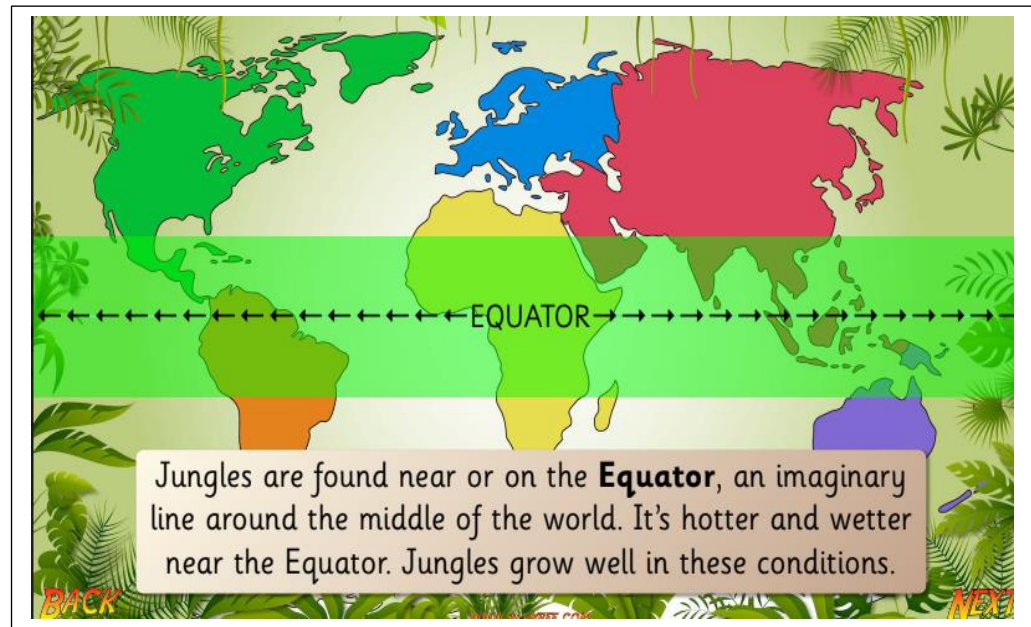 EQUATOR
Jungles are found near or on the Equator, an imaginary
line around the middle of the world. It's hotter and wetter
near the Equator. Jungles grow well in these conditions.
BACK
NEXT